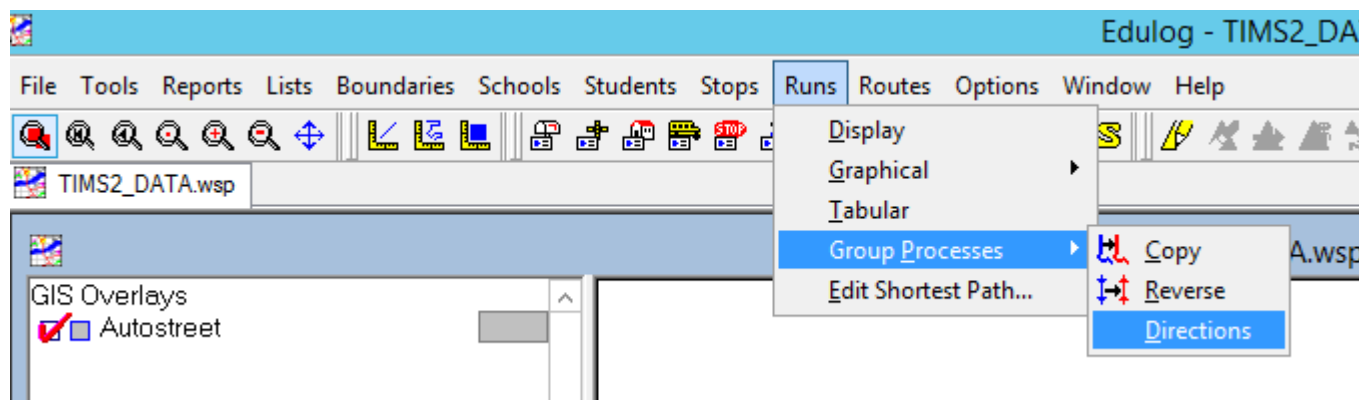 Edulog - TIMS2_DA
File Tools Reports Lists Boundaries Schools Students Stops Runs Routes Options Window Help
STOP S
TIMS2_DATA.wsp
Display
Graphical
Tabular
Group Processes
Edit Shortest Path...
Copy
Reverse
Directions
A.wsp
GIS Overlays
Autostreet